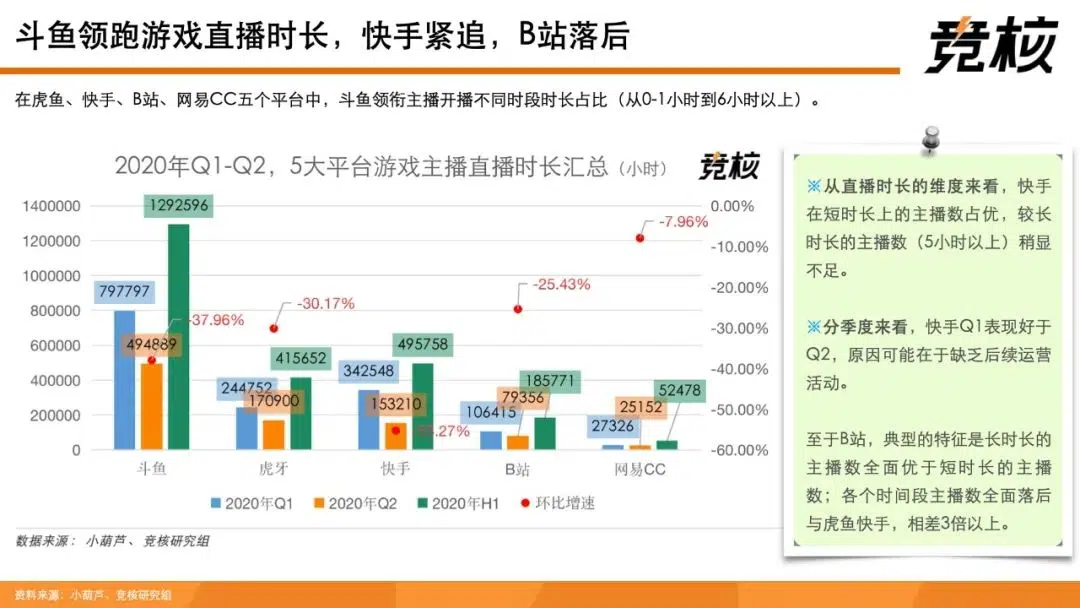 斗鱼领跑游戏直播时长，快手紧追，B站落后
竞核
在虎鱼、快手、B站、网易CC五个平台中，斗鱼领衔主播开播不同时段时长占比（从0-1小时到6小时以上）。
2020年Q1-Q2，5大平台游戏主播直播时长汇总（小时）
竞核
1400000
1200000
1000000
800000
600000
400000
200000
0
0.00%
-10.00%
-20.00%
-30.00%
-40.00%
-50.00%
-60.00%
797797
494889
1292596
-37.96%
244752
170900
415652
-30.17%
342548
153210
495758
.27%
106415
79356
185771
-25.43%
27326
25152
52478
-7.96%
斗鱼
虎牙
快手
B站
网易CC
2020年Q1
2020年Q2
2020年H1
环比增速
※从直播时长的维度来看，快手
在短时长上的主播数占优，较长
时长的主播数（5小时以上）稍显
不足。
※分季度来看，快手Q1表现好于
Q2，原因可能在于缺乏后续运营
活动。
至于B站，典型的特征是长时长的
主播数全面优于短时长的主播
数；各个时间段主播数全面落后
与虎鱼快手，相差3倍以上。
数据来源：小葫芦、竞核研究组
资料来源：小葫芦、竞核研究组